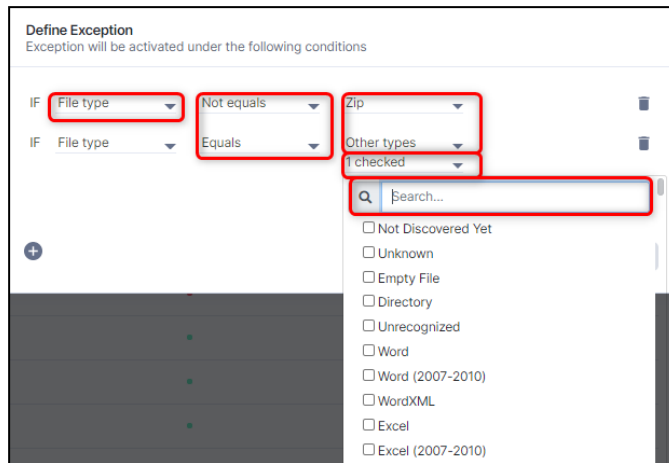 Define Exception
Exception will be activated under the following conditions
IF File type Not equals Zip
IF File type Equals Other types
1 checked
Search...
Not Discovered Yet
Unknown
Empty File
Directory
Unrecognized
Word
Word (2007-2010)
WordXML
Excel
Excel (2007-2010)